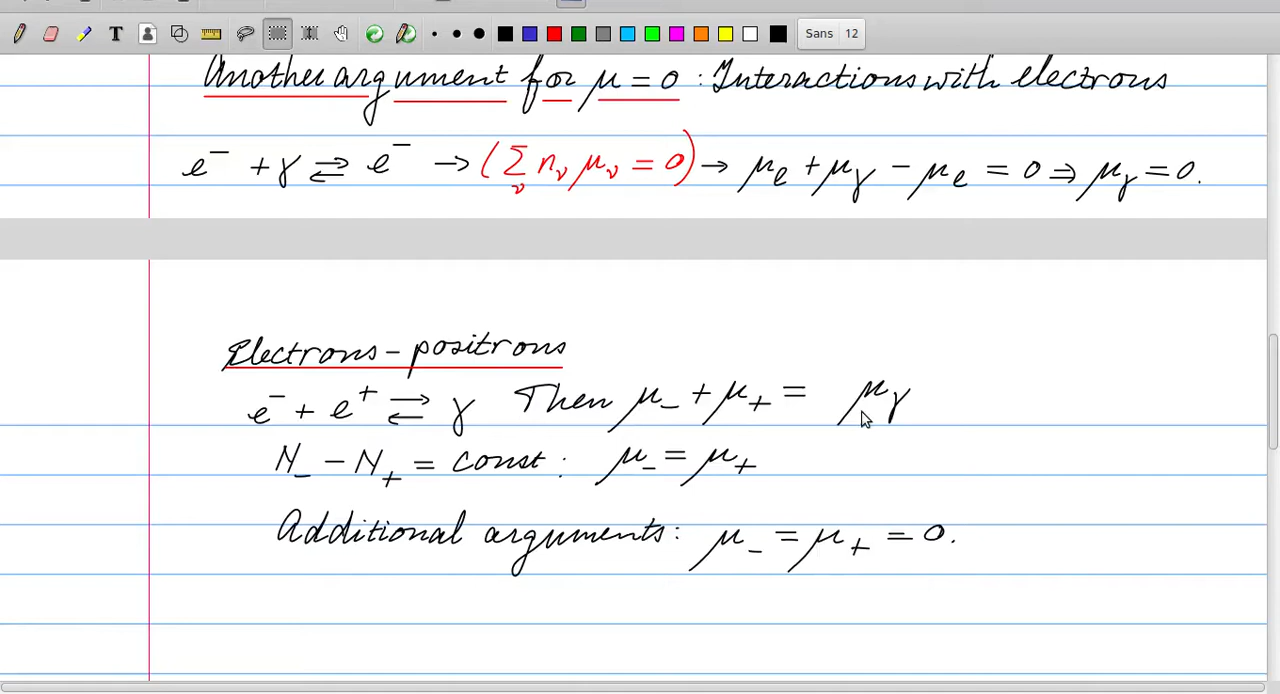 Sans 12
Another argument for μ = 0 : Interactions with electrons
e⁻ + γ ⇌ e⁻ → (∑_ν n_ν μ_ν = 0) → μ_e + μ_γ − μ_e = 0 ⇒ μ_γ = 0.
Electrons - positrons
e⁻ + e⁺ ⇌ γ Then μ₋ + μ₊ = μ_γ
N₋ − N₊ = const : μ₋ = μ₊
Additional arguments: μ₋ = μ₊ = 0.